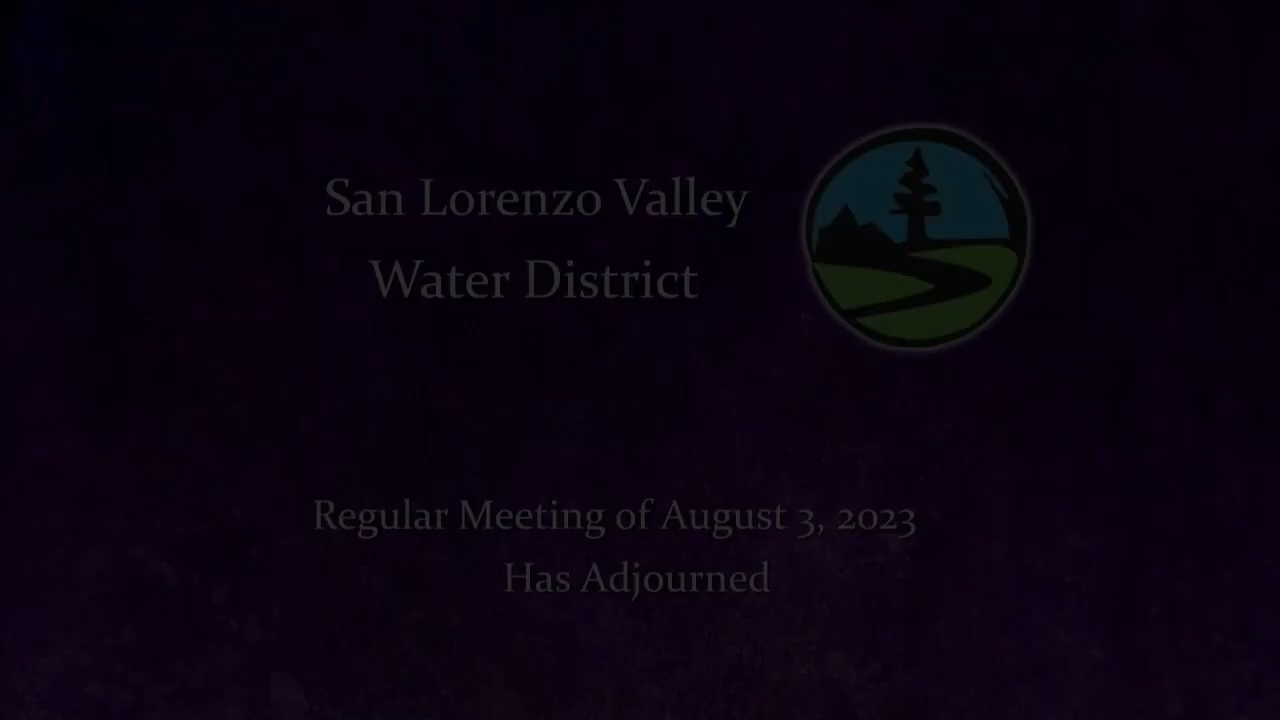 San Lorenzo Valley
Water District
Regular Meeting of August 3, 2023
Has Adjourned